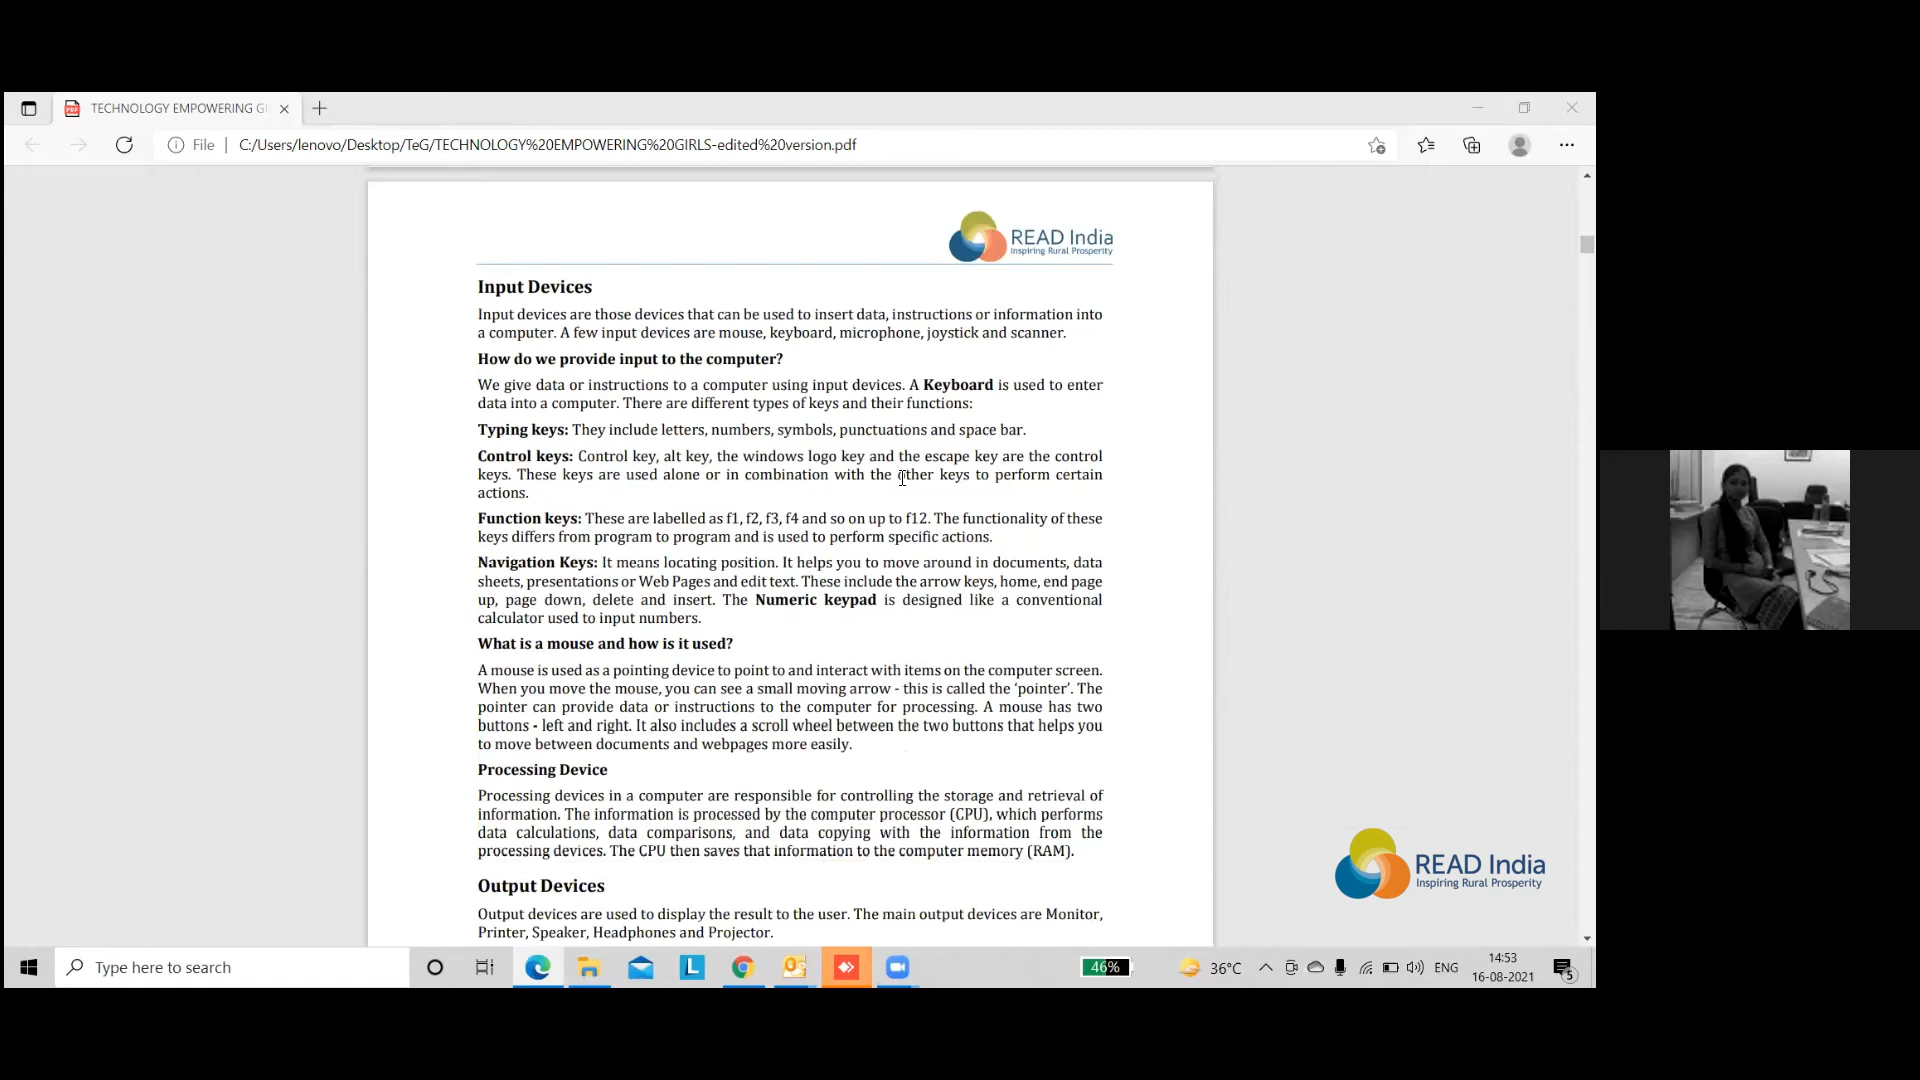 TECHNOLOGY EMPOWERING GI
File
C:/Users/lenovo/Desktop/TeG/TECHNOLOGY%20EMPOWERING%20GIRLS-edited%20version.pdf
READ India
Inspiring Rural Prosperity
Input Devices
Input devices are those devices that can be used to insert data, instructions or information into
a computer. A few input devices are mouse, keyboard, microphone, joystick and scanner.
How do we provide input to the computer?
We give data or instructions to a computer using input devices. A Keyboard is used to enter
data into a computer. There are different types of keys and their functions:
Typing keys: They include letters, numbers, symbols, punctuations and space bar.
Control keys: Control key, alt key, the windows logo key and the escape key are the control
keys. These keys are used alone or in combination with the other keys to perform certain
actions.
Function keys: These are labelled as f1, f2, f3, f4 and so on up to f12. The functionality of these
keys differs from program to program and is used to perform specific actions.
Navigation Keys: It means locating position. It helps you to move around in documents, data
sheets, presentations or Web Pages and edit text. These include the arrow keys, home, end page
up, page down, delete and insert. The Numeric keypad is designed like a conventional
calculator used to input numbers.
What is a mouse and how is it used?
A mouse is used as a pointing device to point to and interact with items on the computer screen.
When you move the mouse, you can see a small moving arrow - this is called the ‘pointer’. The
pointer can provide data or instructions to the computer for processing. A mouse has two
buttons - left and right. It also includes a scroll wheel between the two buttons that helps you
to move between documents and webpages more easily.
Processing Device
Processing devices in a computer are responsible for controlling the storage and retrieval of
information. The information is processed by the computer processor (CPU), which performs
data calculations, data comparisons, and data copying with the information from the
processing devices. The CPU then saves that information to the computer memory (RAM).
Output Devices
Output devices are used to display the result to the user. The main output devices are Monitor,
Printer, Speaker, Headphones and Projector.
READ India
Inspiring Rural Prosperity
Type here to search
L
46%
36°C
ENG
14:53
16-08-2021
5